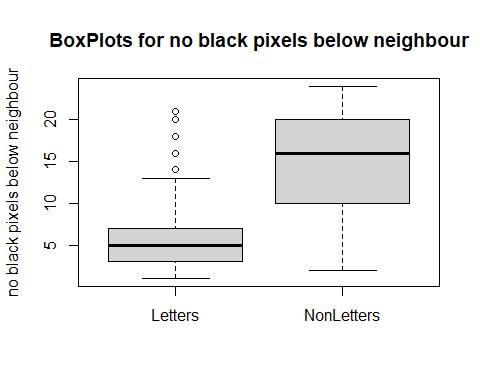 BoxPlots for no black pixels below neighbour
no black pixels below neighbour
20
15
10
5
Letters
NonLetters